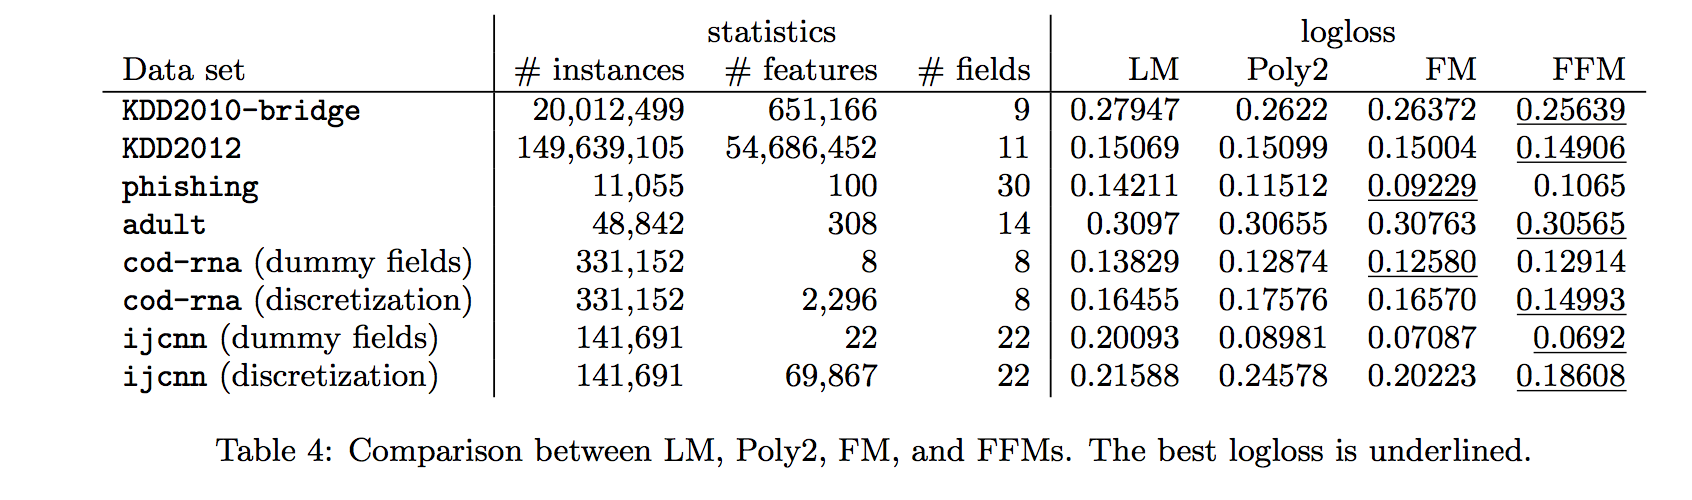 statistics logloss
Data set # instances # features # fields LM Poly2 FM FFM
KDD2010-bridge 20,012,499 651,166 9 0.27947 0.2622 0.26372 0.25639
KDD2012 149,639,105 54,686,452 11 0.15069 0.15099 0.15004 0.14906
phishing 11,055 100 30 0.14211 0.11512 0.09229 0.1065
adult 48,842 308 14 0.3097 0.30655 0.30763 0.30565
cod-rna (dummy fields) 331,152 8 8 0.13829 0.12874 0.12580 0.12914
cod-rna (discretization) 331,152 2,296 8 0.16455 0.17576 0.16570 0.14993
ijcnn (dummy fields) 141,691 22 22 0.20093 0.08981 0.07087 0.0692
ijcnn (discretization) 141,691 69,867 22 0.21588 0.24578 0.20223 0.18608
Table 4: Comparison between LM, Poly2, FM, and FFMs. The best logloss is underlined.